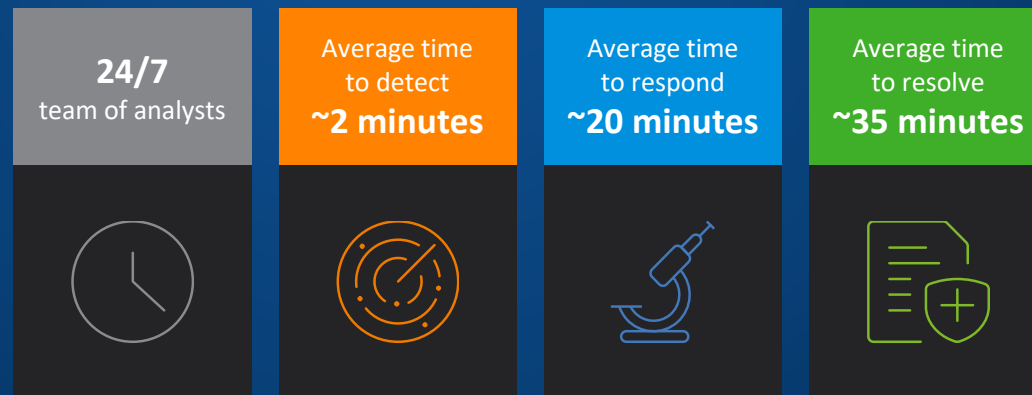 24/7
team of analysts
Average time
to detect
~2 minutes
Average time
to respond
~20 minutes
Average time
to resolve
~35 minutes